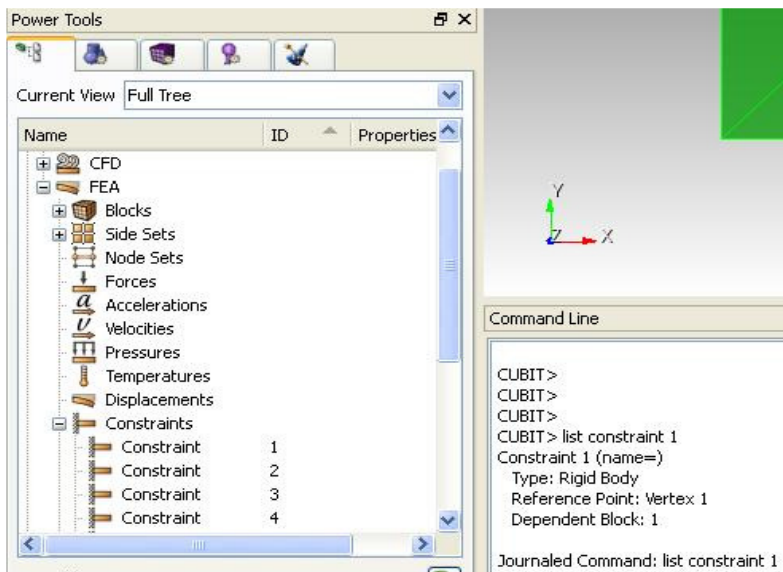 Power Tools
Current View Full Tree
Name ID Properties
CFD
FEA
Blocks
Side Sets
Node Sets
Forces
a Accelerations
υ Velocities
Pressures
Temperatures
Displacements
Constraints
Constraint 1
Constraint 2
Constraint 3
Constraint 4
Y
Z X
Command Line
CUBIT>
CUBIT>
CUBIT>
CUBIT> list constraint 1
Constraint 1 (name=)
Type: Rigid Body
Reference Point: Vertex 1
Dependent Block: 1
Journaled Command: list constraint 1